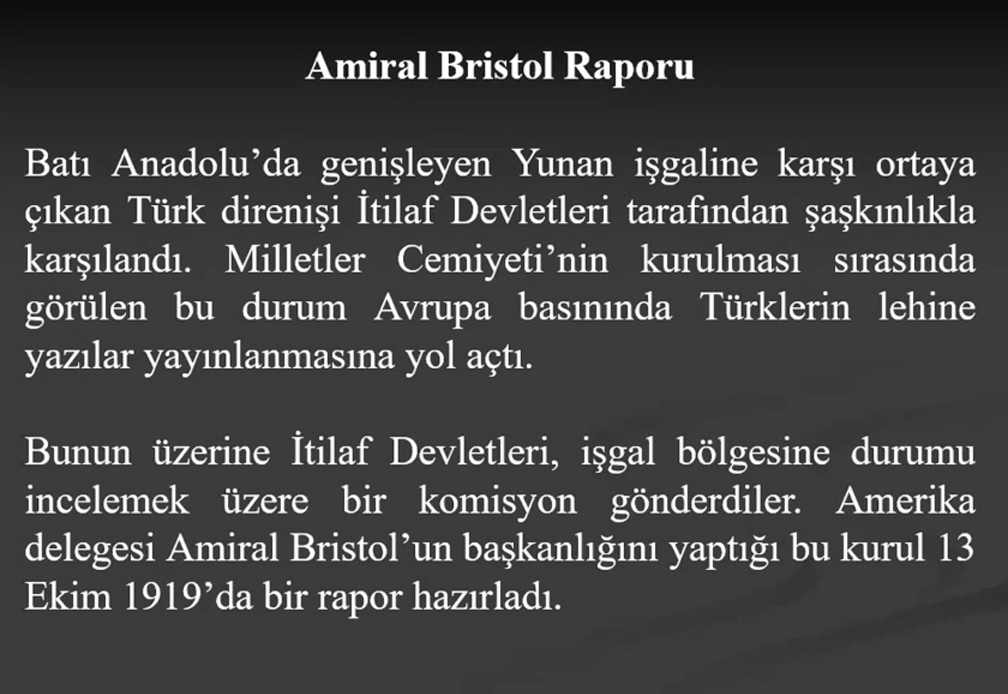 Amiral Bristol Raporu
Batı Anadolu’da genişleyen Yunan işgaline karşı ortaya
çıkan Türk direnişi İtilaf Devletleri tarafından şaşkınlıkla
karşılandı. Milletler Cemiyeti’nin kurulması sırasında
görülen bu durum Avrupa basınında Türklerin lehine
yazılar yayınlanmasına yol açtı.
Bunun üzerine İtilaf Devletleri, işgal bölgesine durumu
incelemek üzere bir komisyon gönderdiler. Amerika
delegesi Amiral Bristol’un başkanlığını yaptığı bu kurul 13
Ekim 1919’da bir rapor hazırladı.